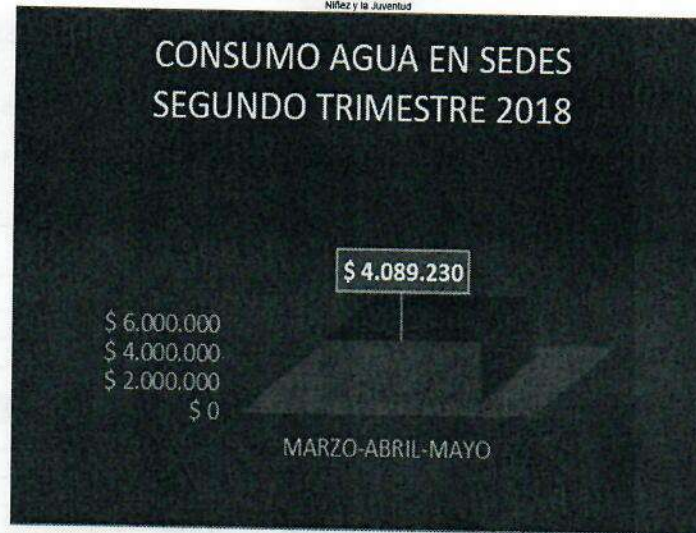 Niñez y la Juventud
CONSUMO AGUA EN SEDES
SEGUNDO TRIMESTRE 2018
$ 4.089.230
$ 6.000.000
$ 4.000.000
$ 2.000.000
$ 0
MARZO-ABRIL-MAYO